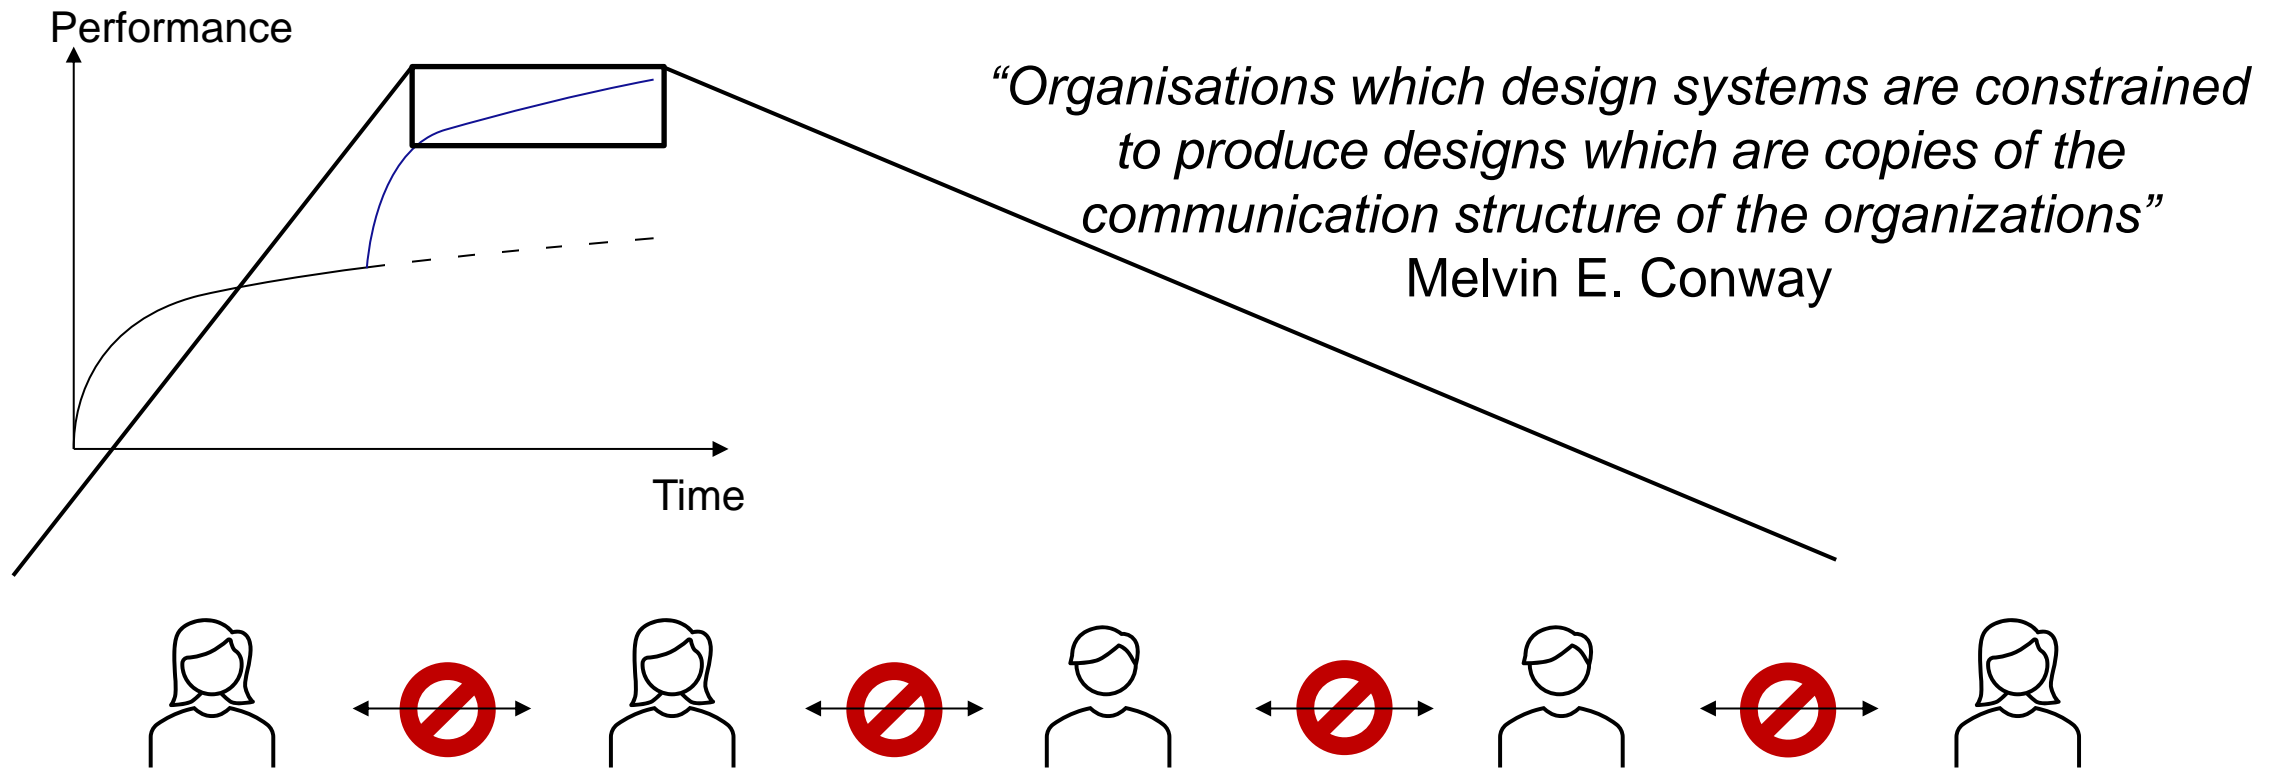 Performance
“Organisations which design systems are constrained
to produce designs which are copies of the
communication structure of the organizations”
Melvin E. Conway
Time